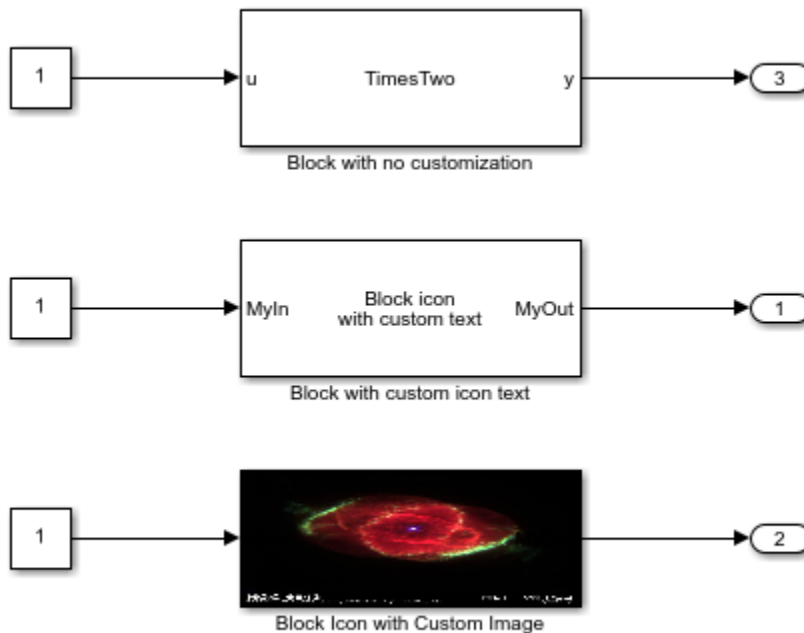 1
u TimesTwo y
3
Block with no customization
1
MyIn
Block icon
with custom text
MyOut
1
Block with custom icon text
1
2
Block Icon with Custom Image